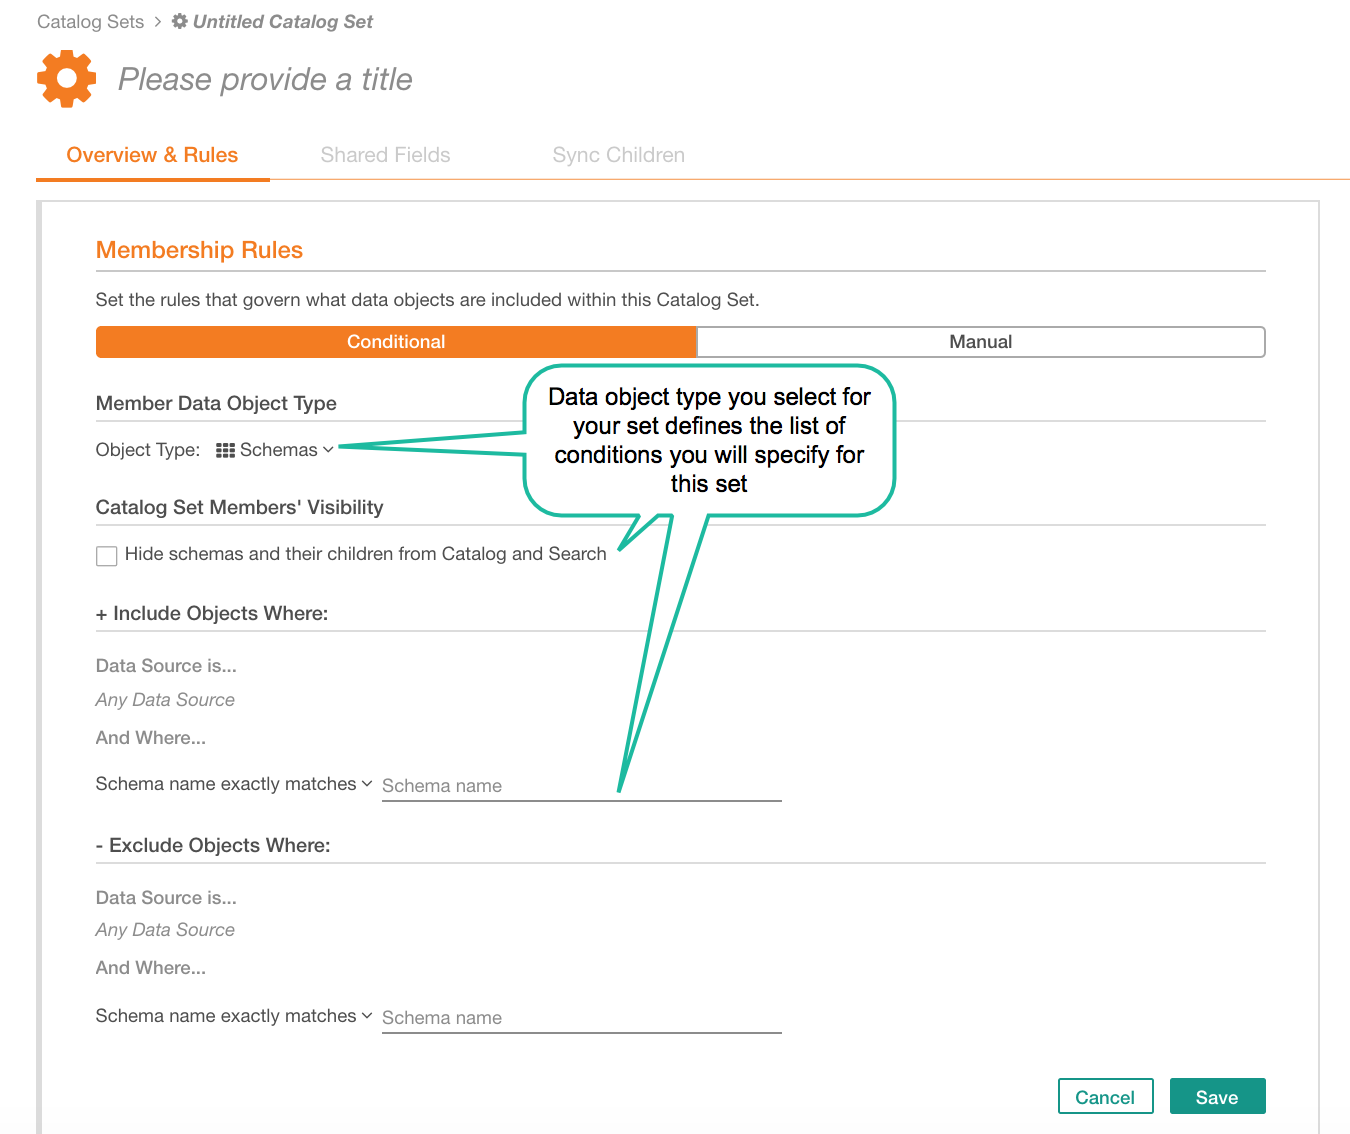 Catalog Sets > Untitled Catalog Set
Please provide a title
Overview & Rules Shared Fields Sync Children
Membership Rules
Set the rules that govern what data objects are included within this Catalog Set.
Conditional Manual
Data object type you select for
your set defines the list of
conditions you will specify for
this set
Member Data Object Type
Object Type: Schemas
Catalog Set Members' Visibility
Hide schemas and their children from Catalog and Search
+ Include Objects Where:
Data Source is...
Any Data Source
And Where...
Schema name exactly matches Schema name
- Exclude Objects Where:
Data Source is...
Any Data Source
And Where...
Schema name exactly matches Schema name
Cancel Save